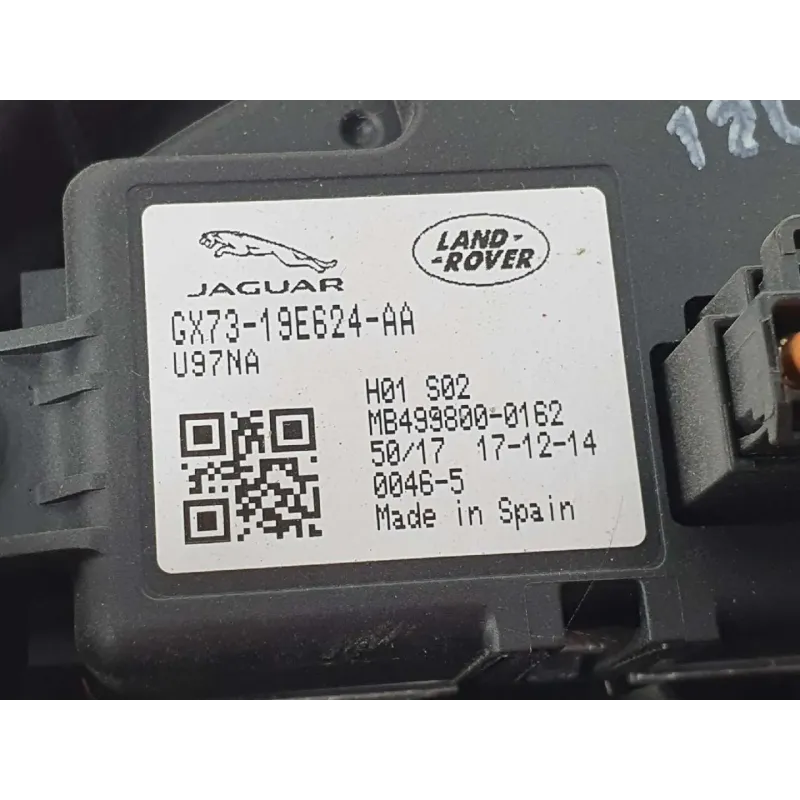 JAGUAR
LAND-
-ROVER
GX73-19E624-AA
U97NA
H01 S02
MB499800-0162
50/17 17-12-14
0046-5
Made in Spain